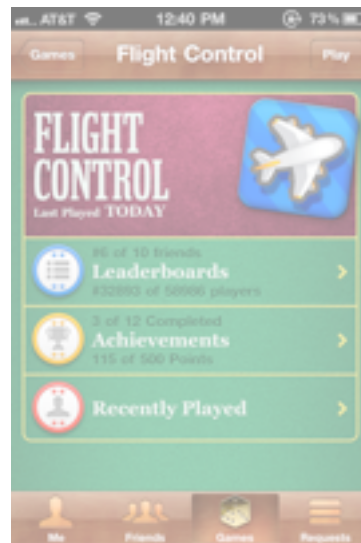 AT&T 12:40 PM 73%
Games Flight Control Play
FLIGHT
CONTROL
Last Played TODAY
#6 of 10 friends
Leaderboards
#32893 of 58986 players
3 of 12 Completed
Achievements
115 of 500 Points
Recently Played
Me Friends Games Requests